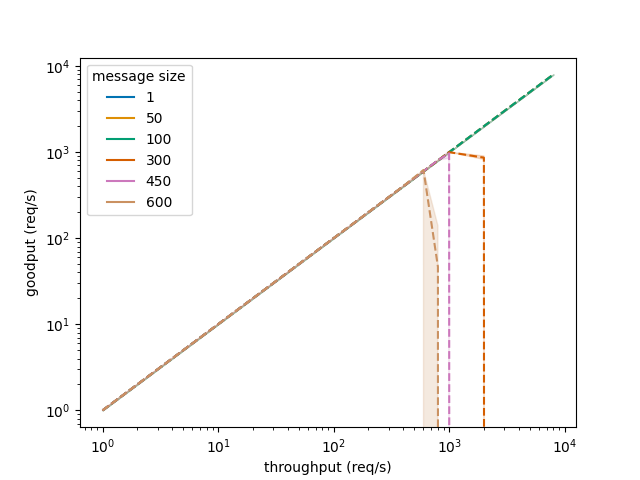 message size
1
50
100
300
450
600
goodput (req/s)
10⁴
10³
10²
10¹
10⁰
10⁰ 10¹ 10² 10³ 10⁴
throughput (req/s)